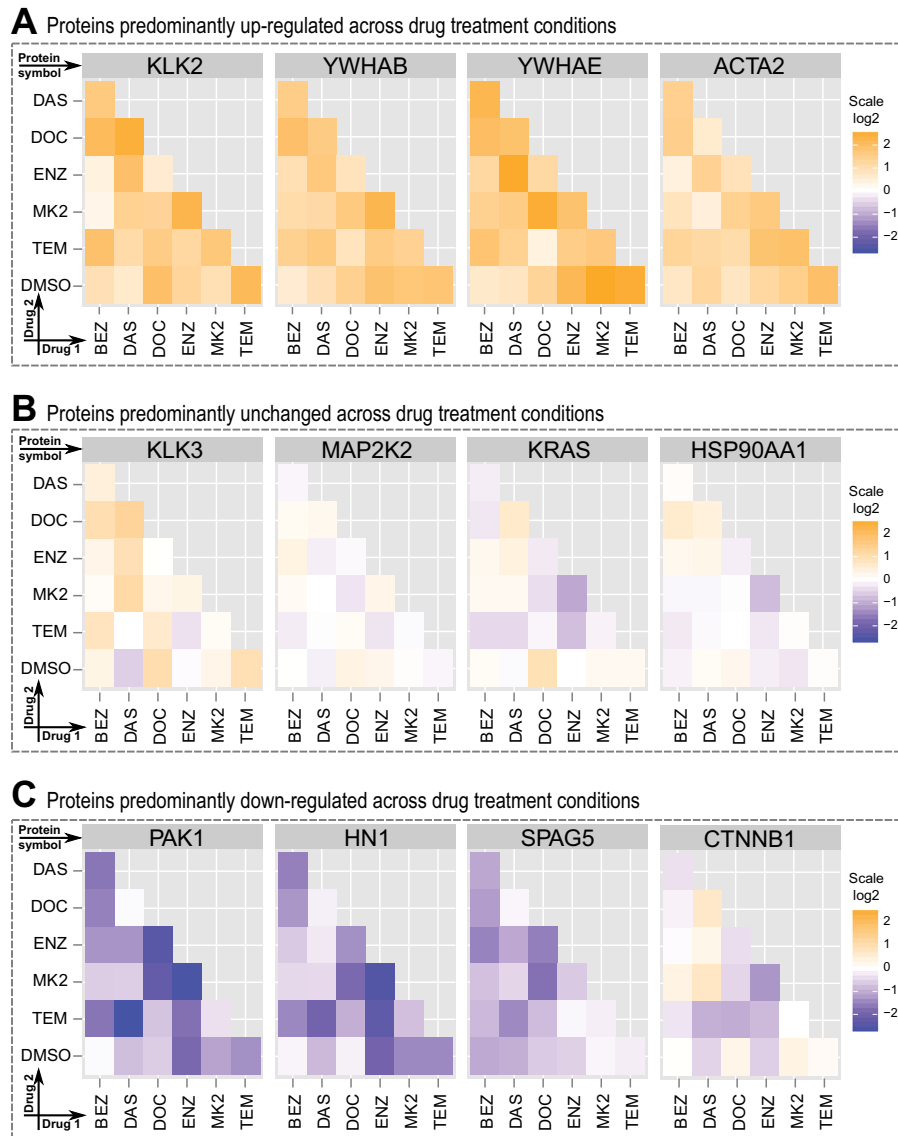 A Proteins predominantly up-regulated across drug treatment conditions
Protein symbol
KLK2 YWHAB YWHAE ACTA2
DAS
DOC
ENZ
MK2
TEM
DMSO
Scale
log2
2
1
0
−1
−2
Drug 2
Drug 1
BEZ DAS DOC ENZ MK2 TEM BEZ DAS DOC ENZ MK2 TEM BEZ DAS DOC ENZ MK2 TEM BEZ DAS DOC ENZ MK2 TEM
B Proteins predominantly unchanged across drug treatment conditions
Protein symbol
KLK3 MAP2K2 KRAS HSP90AA1
DAS
DOC
ENZ
MK2
TEM
DMSO
Scale
log2
2
1
0
−1
−2
Drug 2
Drug 1
BEZ DAS DOC ENZ MK2 TEM BEZ DAS DOC ENZ MK2 TEM BEZ DAS DOC ENZ MK2 TEM BEZ DAS DOC ENZ MK2 TEM
C Proteins predominantly down-regulated across drug treatment conditions
Protein symbol
PAK1 HN1 SPAG5 CTNNB1
DAS
DOC
ENZ
MK2
TEM
DMSO
Scale
log2
2
1
0
−1
−2
Drug 2
Drug 1
BEZ DAS DOC ENZ MK2 TEM BEZ DAS DOC ENZ MK2 TEM BEZ DAS DOC ENZ MK2 TEM BEZ DAS DOC ENZ MK2 TEM